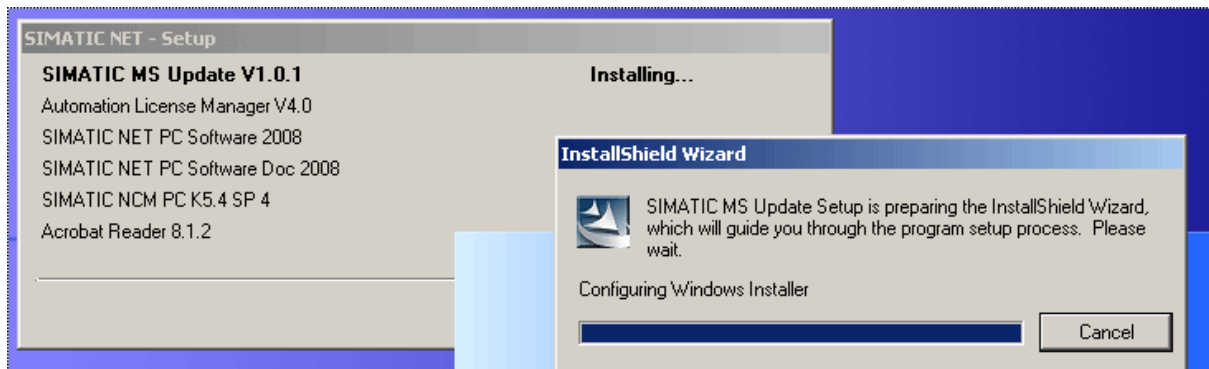 SIMATIC NET - Setup
SIMATIC MS Update V1.0.1 Installing...
Automation License Manager V4.0
SIMATIC NET PC Software 2008
SIMATIC NET PC Software Doc 2008
SIMATIC NCM PC K5.4 SP 4
Acrobat Reader 8.1.2
InstallShield Wizard
SIMATIC MS Update Setup is preparing the InstallShield Wizard,
which will guide you through the program setup process. Please
wait.
Configuring Windows Installer
Cancel